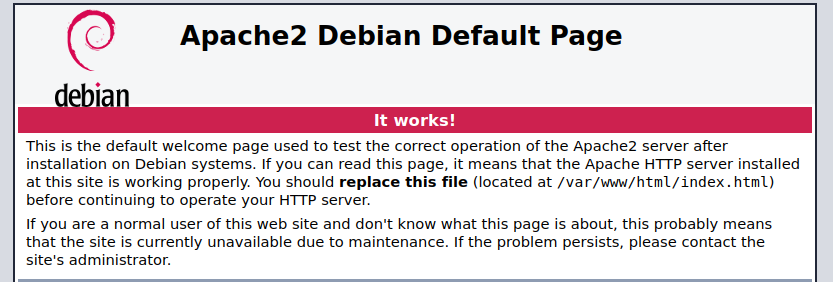 debian
Apache2 Debian Default Page
It works!
This is the default welcome page used to test the correct operation of the Apache2 server after
installation on Debian systems. If you can read this page, it means that the Apache HTTP server installed
at this site is working properly. You should replace this file (located at /var/www/html/index.html)
before continuing to operate your HTTP server.
If you are a normal user of this web site and don't know what this page is about, this probably means
that the site is currently unavailable due to maintenance. If the problem persists, please contact the
site's administrator.